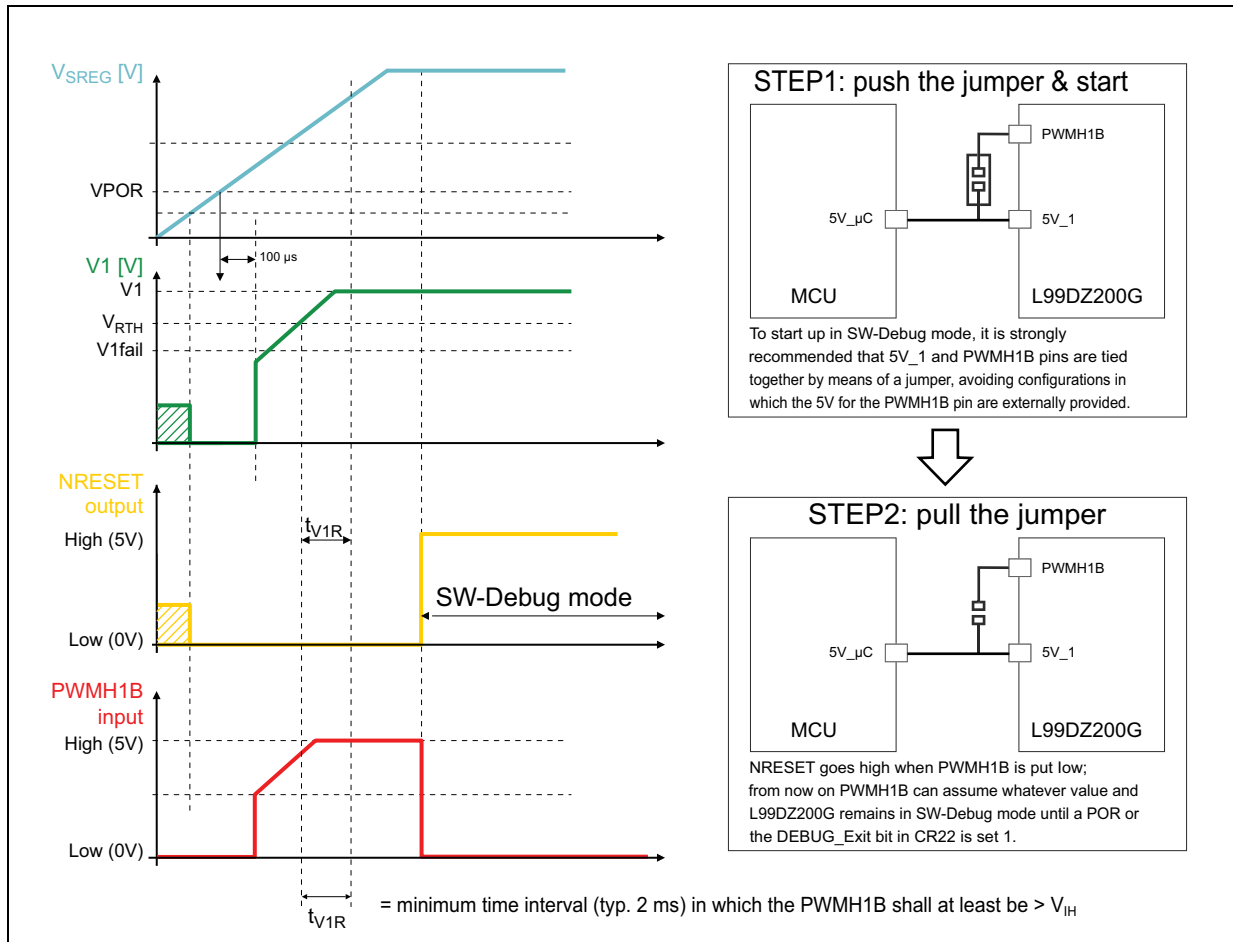 V_SREG [V]
VPOR
100 µs
V1 [V]
V1
V_RTH
V1fail
NRESET
output
High (5V)
t_V1R
SW-Debug mode
Low (0V)
PWMH1B
input
High (5V)
Low (0V)
t_V1R
= minimum time interval (typ. 2 ms) in which the PWMH1B shall at least be > V_IH
STEP1: push the jumper & start
PWMH1B
5V_µC
5V_1
MCU
L99DZ200G
To start up in SW-Debug mode, it is strongly
recommended that 5V_1 and PWMH1B pins are tied
together by means of a jumper, avoiding configurations in
which the 5V for the PWMH1B pin are externally provided.
STEP2: pull the jumper
PWMH1B
5V_µC
5V_1
MCU
L99DZ200G
NRESET goes high when PWMH1B is put low;
from now on PWMH1B can assume whatever value and
L99DZ200G remains in SW-Debug mode until a POR or
the DEBUG_Exit bit in CR22 is set 1.